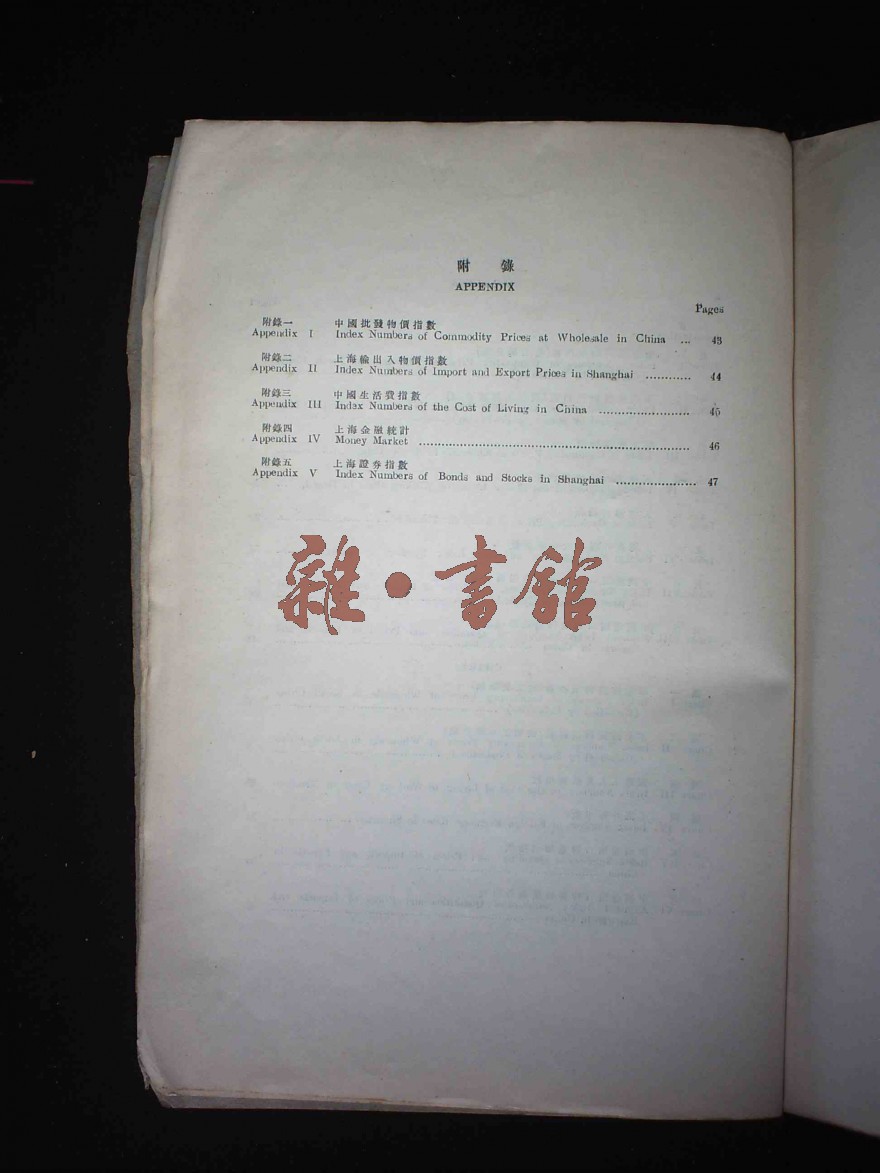 附錄
APPENDIX
Pages
附錄一 中國批發物價指數
Appendix I Index Numbers of Commodity Prices at Wholesale in China ... 43
附錄二 上海輸出入物價指數
Appendix II Index Numbers of Import and Export Prices in Shanghai ............ 44
附錄三 中國生活費指數
Appendix III Index Numbers of the Cost of Living in China ....................... 45
附錄四 上海金融統計
Appendix IV Money Market .................................................................... 46
附錄五 上海證券指數
Appendix V Index Numbers of Bonds and Stocks in Shanghai ..................... 47
雜·書館